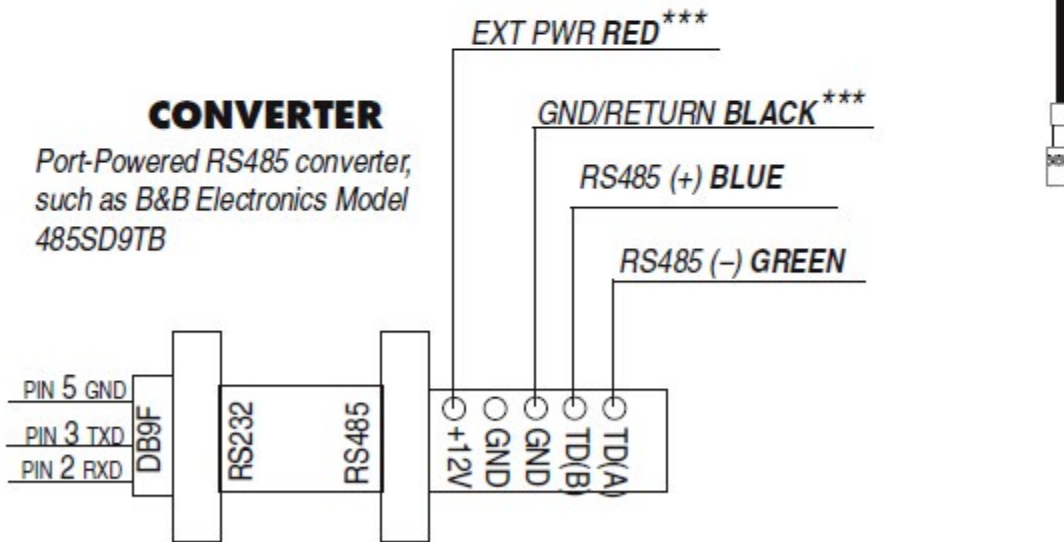 EXT PWR RED***
CONVERTER
GND/RETURN BLACK***
Port-Powered RS485 converter,
such as B&B Electronics Model
485SD9TB
RS485 (+) BLUE
RS485 (–) GREEN
PIN 5 GND
PIN 3 TXD
PIN 2 RXD
DB9F
RS232
RS485
+12V
GND
GND
TD(B)
TD(A)